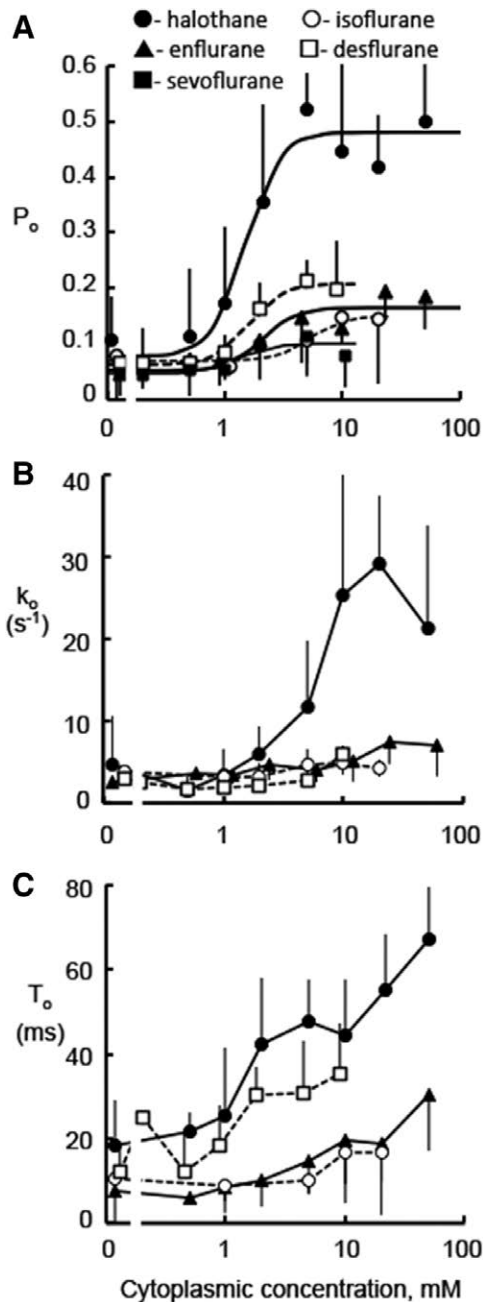 A
- halothane
- isoflurane
- enflurane
- desflurane
- sevoflurane
0.6
0.5
0.4
0.3
0.2
0.1
0
Po
0 1 10 100
B
40
30
20
10
0
ko
(s-1)
0 1 10 100
C
80
60
40
20
0
To
(ms)
0 1 10 100
Cytoplasmic concentration, mM